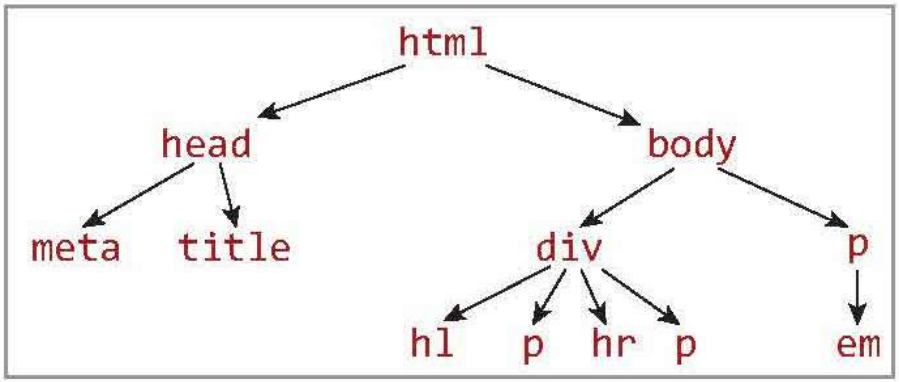 html
head body
meta title div p
hl p hr p em